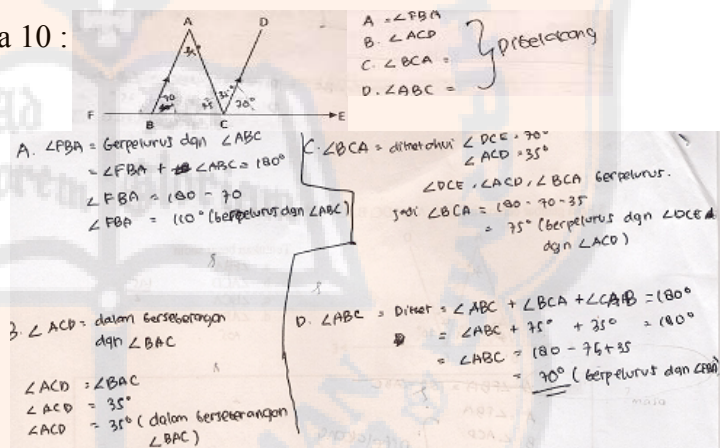 a 10 :
A D
35°
70 75 35° 70°
F B C E
A = ∠FBA
B. ∠ACD
C. ∠BCA =
D. ∠ABC =
Dibelakang
A. ∠FBA = Berpelurus dgn ∠ABC
= ∠FBA + ∠ABC = 180°
∠FBA = 180 - 70
∠FBA = 110° (berpelurus dgn ∠ABC)
B. ∠ACD = dalam berseberangan
dgn ∠BAC
∠ACD = ∠BAC
∠ACD = 35°
∠ACD = 35° (dalam berseberangan
∠BAC)
C. ∠BCA = diketahui ∠DCE = 70°
∠ACD = 35°
∠DCE, ∠ACD, ∠BCA berpelurus.
Jadi ∠BCA = 180 - 70 - 35
= 75° (berpelurus dgn ∠DCE &
dgn ∠ACD)
D. ∠ABC = Diket = ∠ABC + ∠BCA + ∠CAB = 180°
= ∠ABC + 75° + 35° = 180°
= ∠ABC = 180 - 75 + 35
= 70° (berpelurus dgn ∠FBA)